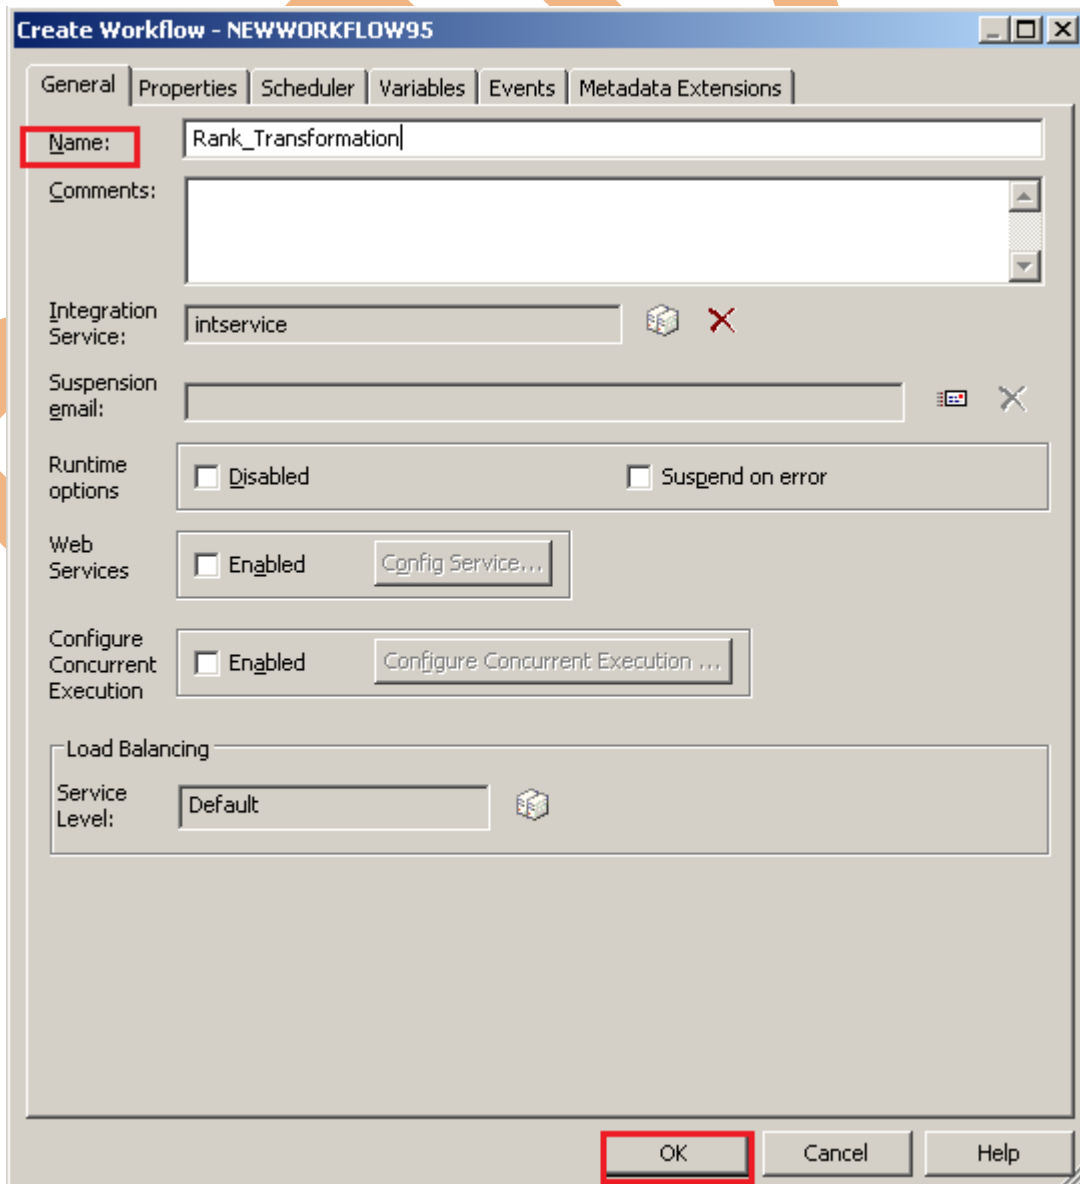 Create Workflow - NEWWORKFLOW95
General Properties Scheduler Variables Events Metadata Extensions
Name: Rank_Transformation
Comments:
Integration
Service: intservice
Suspension
email:
Runtime
options Disabled Suspend on error
Web
Services Enabled Config Service...
Configure
Concurrent
Execution Enabled Configure Concurrent Execution ...
Load Balancing
Service
Level: Default
OK Cancel Help